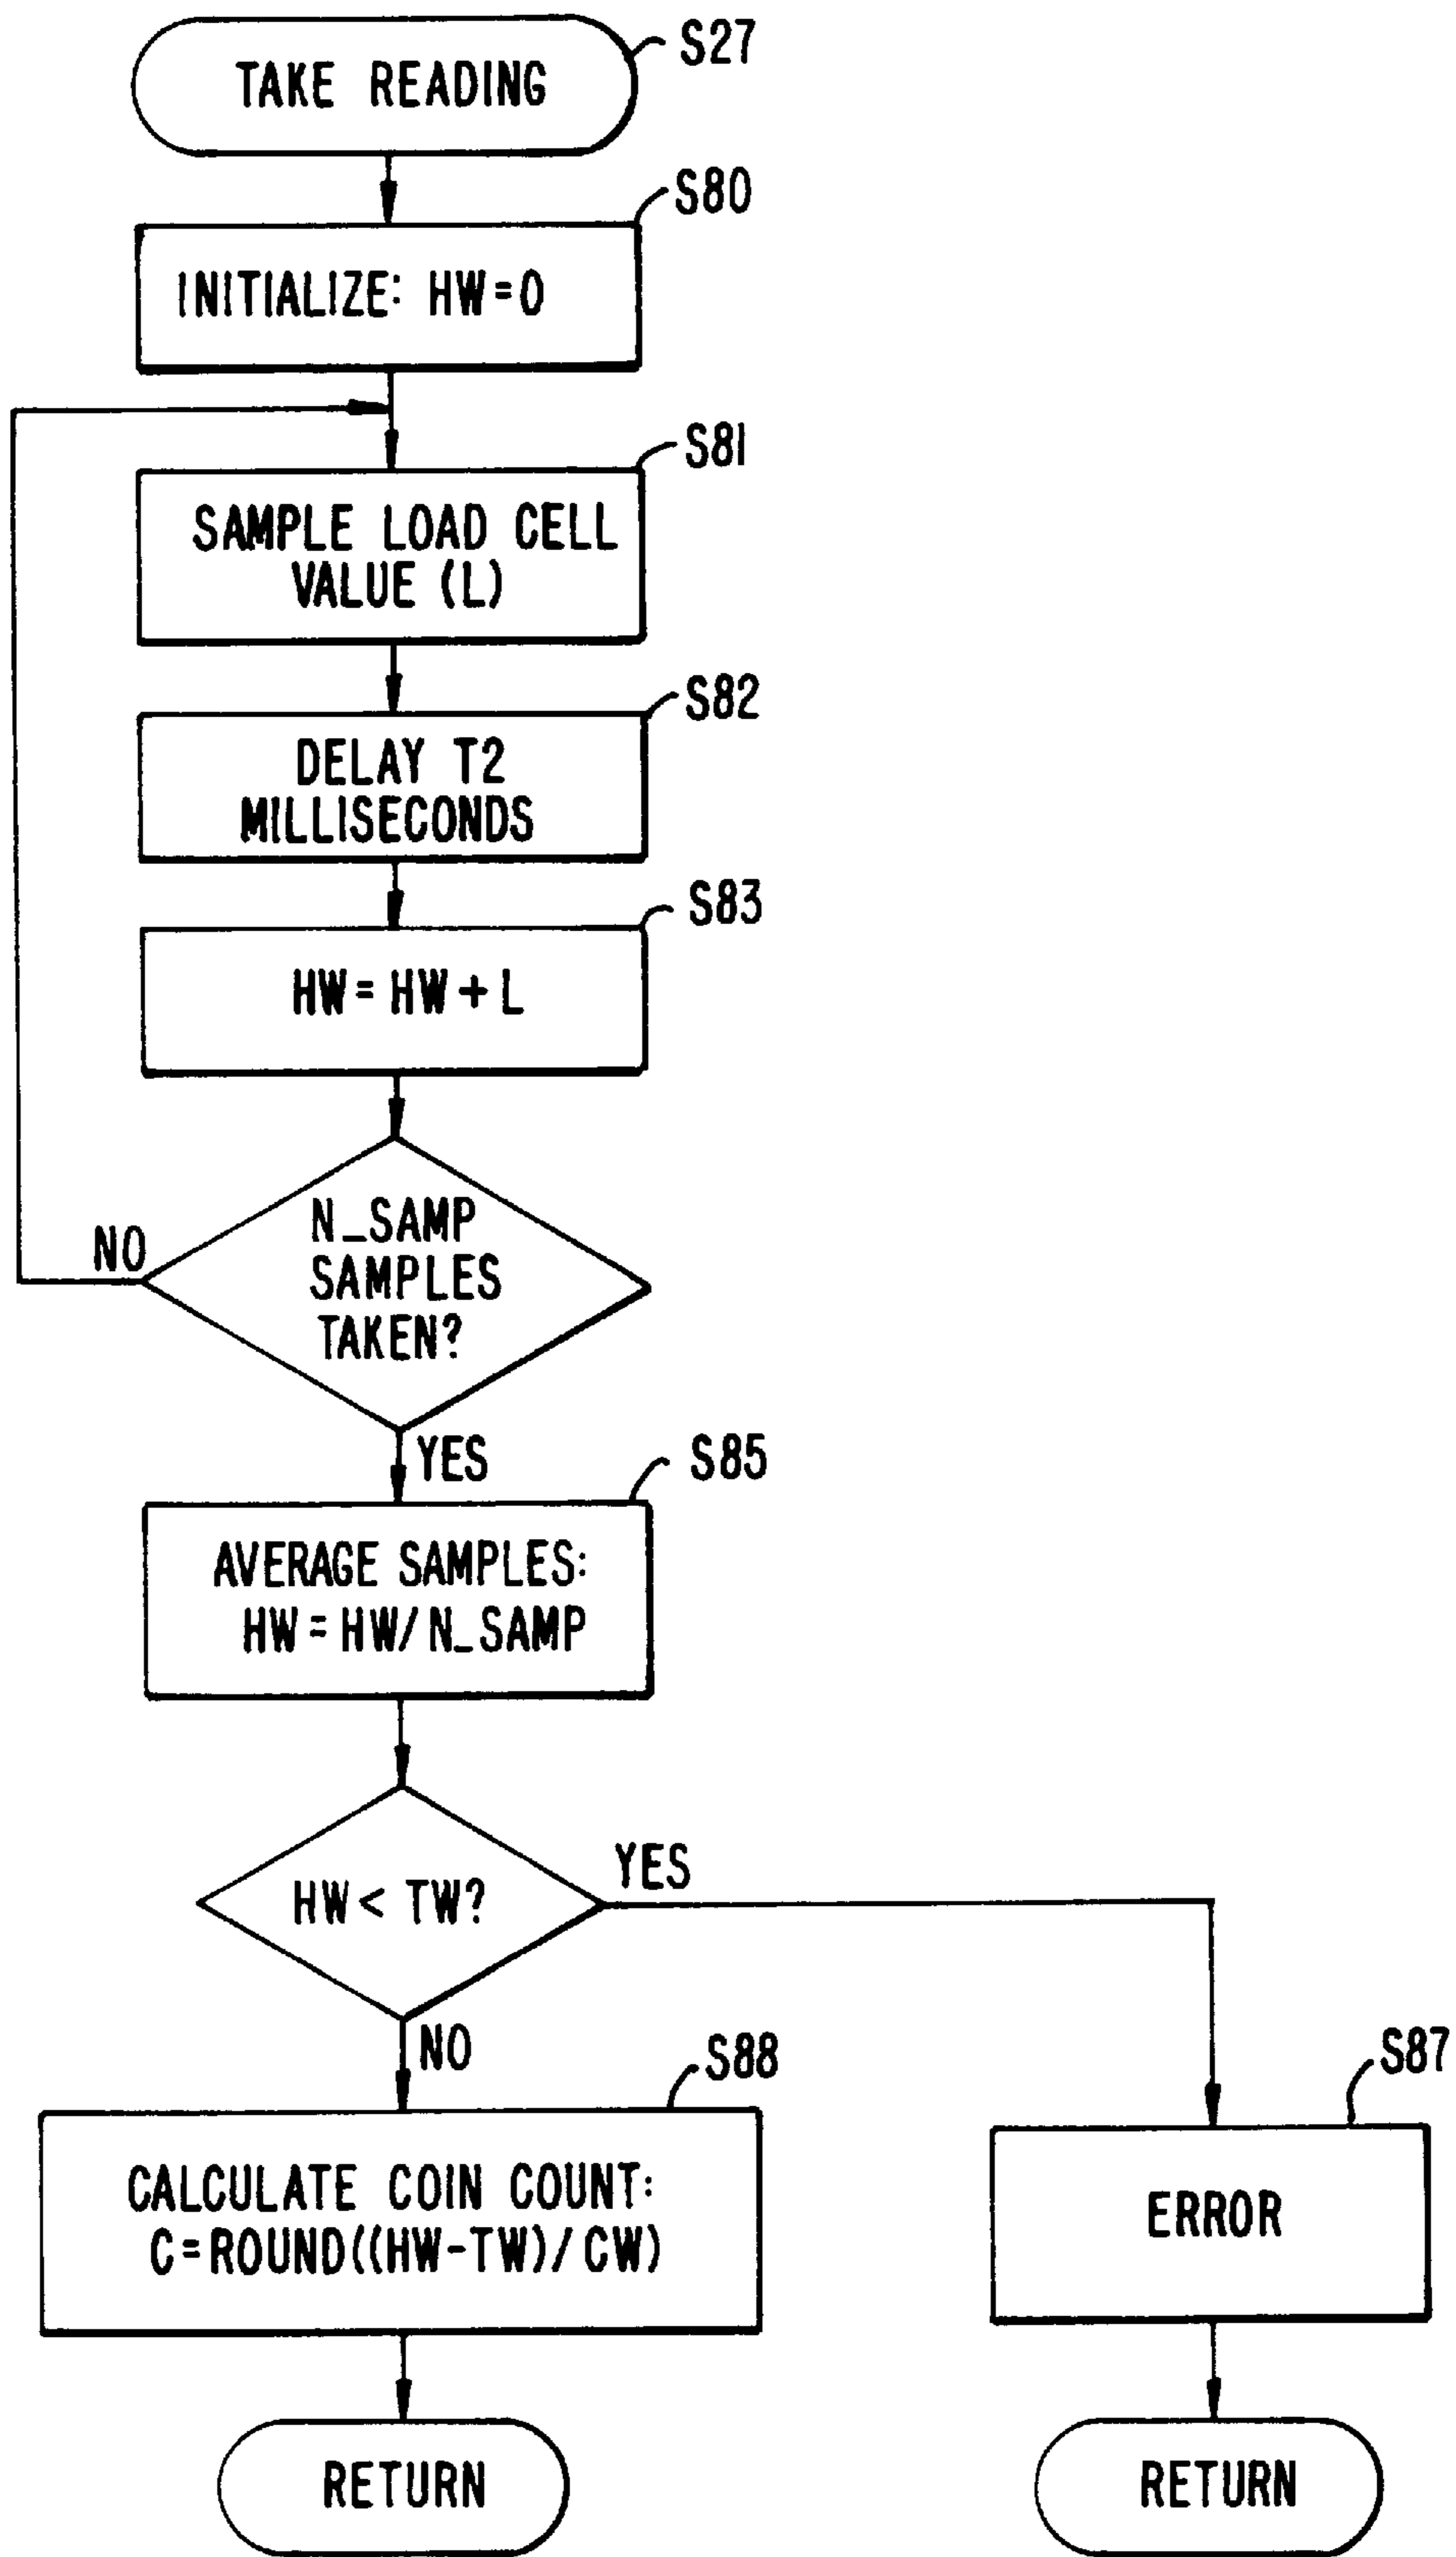 TAKE READING
S27
S80
INITIALIZE: HW=0
S81
SAMPLE LOAD CELL
VALUE (L)
S82
DELAY T2
MILLISECONDS
S83
HW=HW+L
N_SAMP
SAMPLES
TAKEN?
NO
YES
S85
AVERAGE SAMPLES:
HW=HW/N_SAMP
HW< TW?
YES
NO
S88
S87
CALCULATE COIN COUNT:
C=ROUND((HW-TW)/CW)
ERROR
RETURN
RETURN